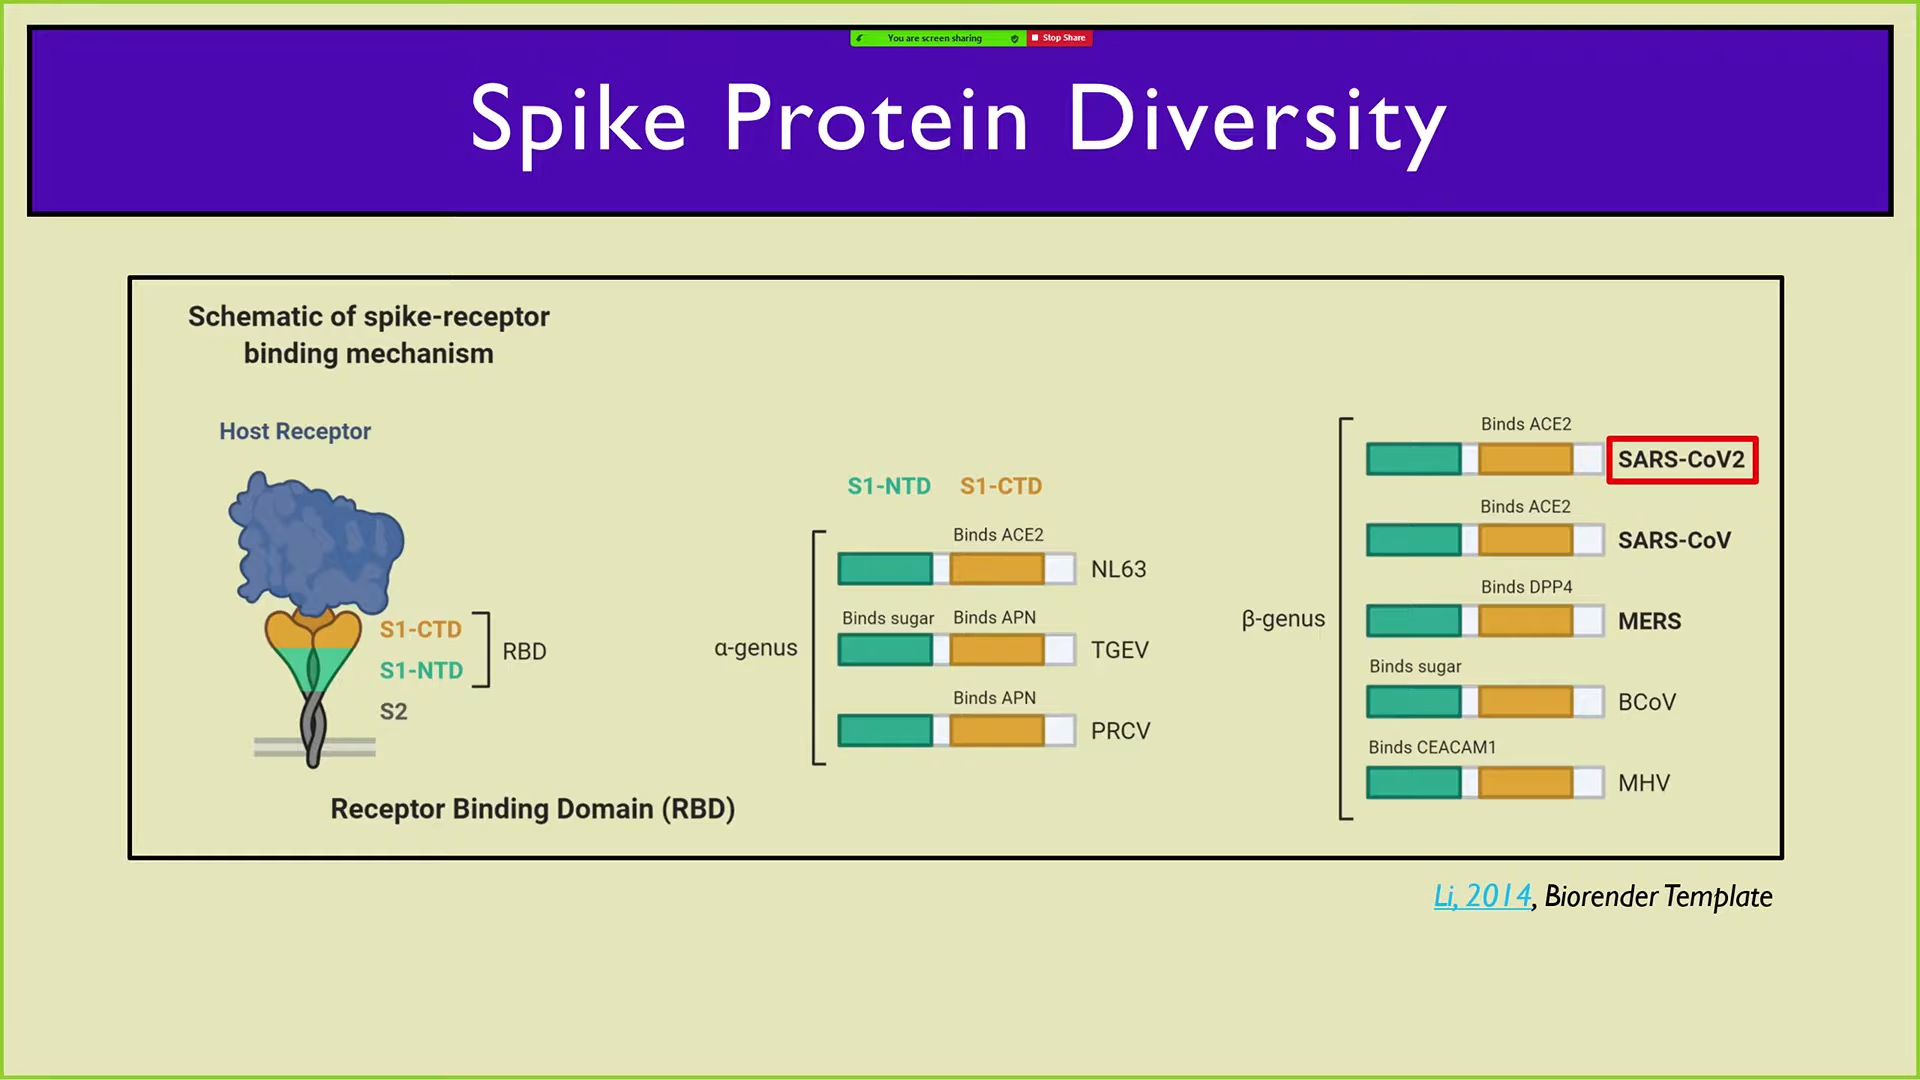 You are screen sharing
Stop Share
Spike Protein Diversity
Schematic of spike-receptor
binding mechanism
Host Receptor
S1-CTD
S1-NTD
RBD
S2
Receptor Binding Domain (RBD)
S1-NTD S1-CTD
α-genus
Binds ACE2
NL63
Binds sugar Binds APN
TGEV
Binds APN
PRCV
β-genus
Binds ACE2
SARS-CoV2
Binds ACE2
SARS-CoV
Binds DPP4
MERS
Binds sugar
BCoV
Binds CEACAM1
MHV
Li, 2014, Biorender Template